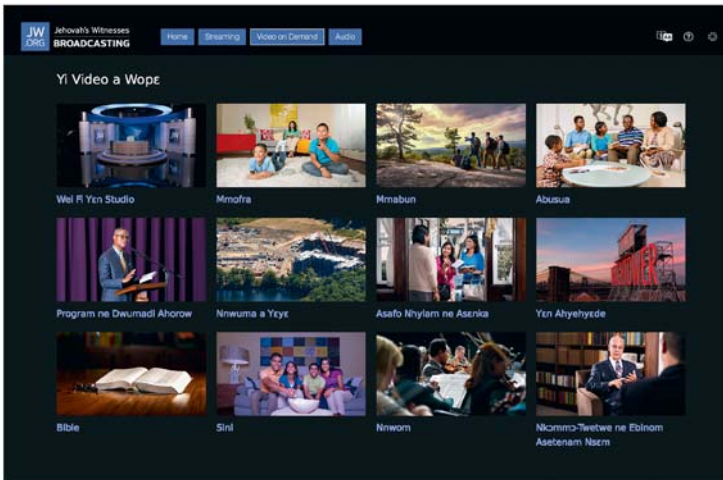 JW
.ORG
Jehovah's Witnesses
BROADCASTING
Home
Streaming
Video on Demand
Audio
Yi Video a Wopɛ
Wei Fi Yɛn Studio
Mmofra
Mmabun
Abusua
Program ne Dwumadi Ahorow
Nnwuma a Yɛyɛ
Asafo Nhyiam ne Asɛnka
Yɛn Ahyehyɛde
Bible
Sini
Nnwom
Nkɔmmɔ-Twetwe ne Ebinom
Asetenam Nsɛm